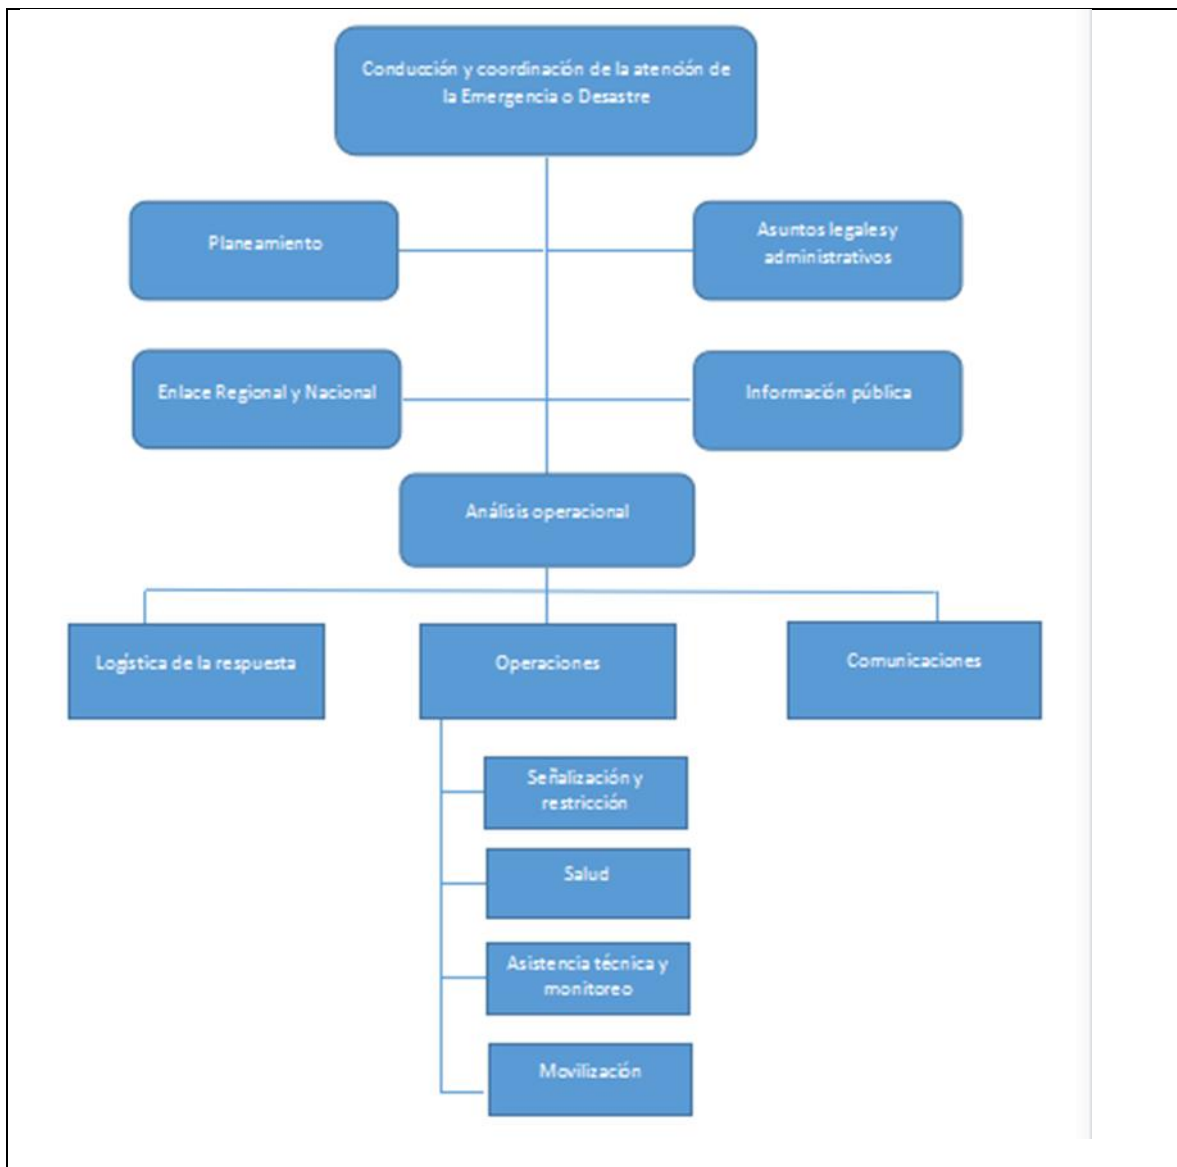 Conducción y coordinación de la atención de
la Emergencia o Desastre
Planeamiento
Asuntos legales y
administrativos
Enlace Regional y Nacional
Información pública
Análisis operacional
Logística de la respuesta
Operaciones
Comunicaciones
Señalización y
restricción
Salud
Asistencia técnica y
monitoreo
Movilización